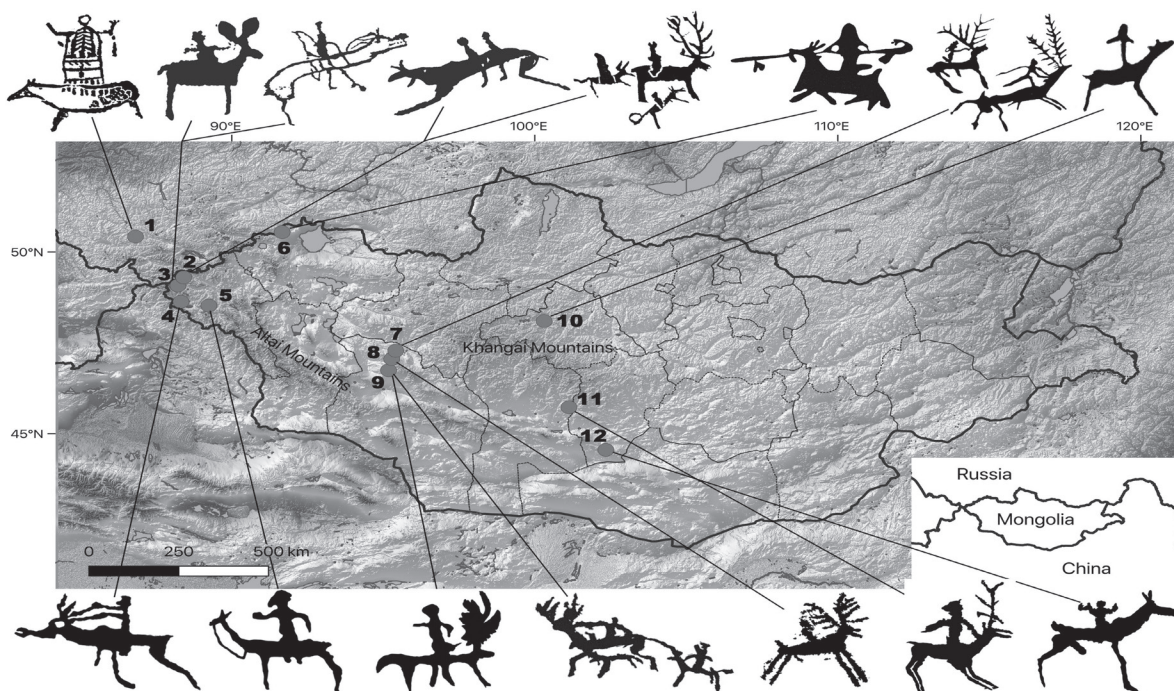 90°E 100°E 110°E 120°E
50°N
45°N
1
2
3
4
5
6
7
8
9
10
11
12
Altai Mountains
Khangai Mountains
0 250 500 km
Russia
Mongolia
China